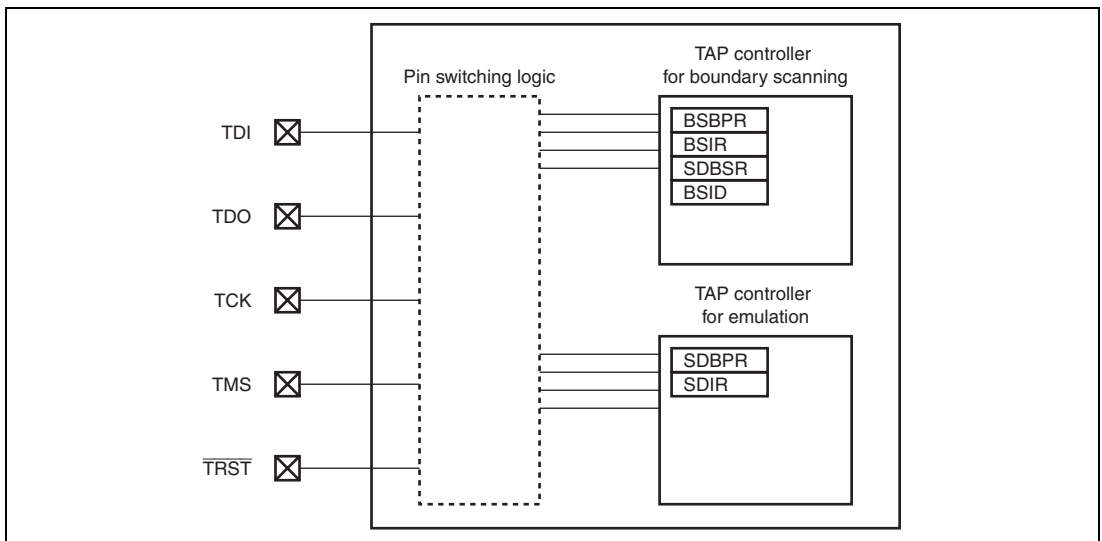 TAP controller
for boundary scanning
Pin switching logic
BSBPR
BSIR
SDBSR
BSID
TDI
TDO
TCK
TMS
TRST
TAP controller
for emulation
SDBPR
SDIR